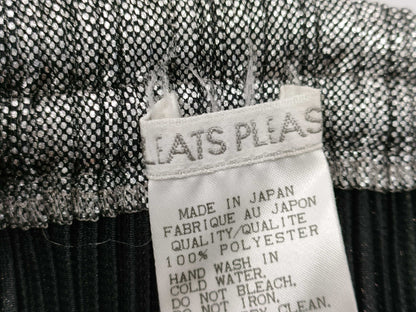 LEATS PLEAS
MADE IN JAPAN
FABRIQUE AU JAPON
QUALITY/QUALITE
100% POLYESTER
HAND WASH IN
COLD WATER.
DO NOT BLEACH.
DO NOT IRON.
CLEAN.